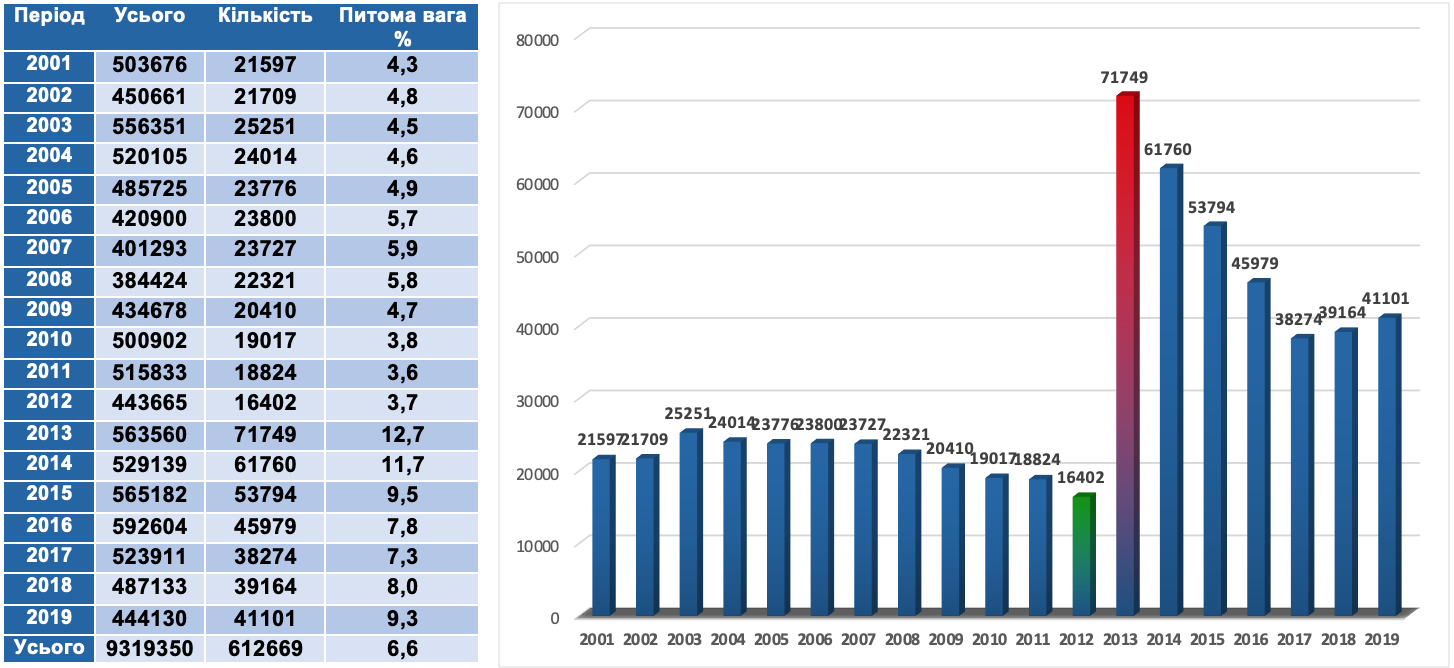 Період Усього Кількість Питома вага
%
2001 503676 21597 4,3
2002 450661 21709 4,8
2003 556351 25251 4,5
2004 520105 24014 4,6
2005 485725 23776 4,9
2006 420900 23800 5,7
2007 401293 23727 5,9
2008 384424 22321 5,8
2009 434678 20410 4,7
2010 500902 19017 3,8
2011 515833 18824 3,6
2012 443665 16402 3,7
2013 563560 71749 12,7
2014 529139 61760 11,7
2015 565182 53794 9,5
2016 592604 45979 7,8
2017 523911 38274 7,3
2018 487133 39164 8,0
2019 444130 41101 9,3
Усього 9319350 612669 6,6
80000
70000
60000
50000
40000
30000
20000
10000
0
21597 21709 25251 24014 23776 23800 23727 22321 20410 19017 18824 16402 71749 61760 53794 45979 38274 39164 41101
2001 2002 2003 2004 2005 2006 2007 2008 2009 2010 2011 2012 2013 2014 2015 2016 2017 2018 2019